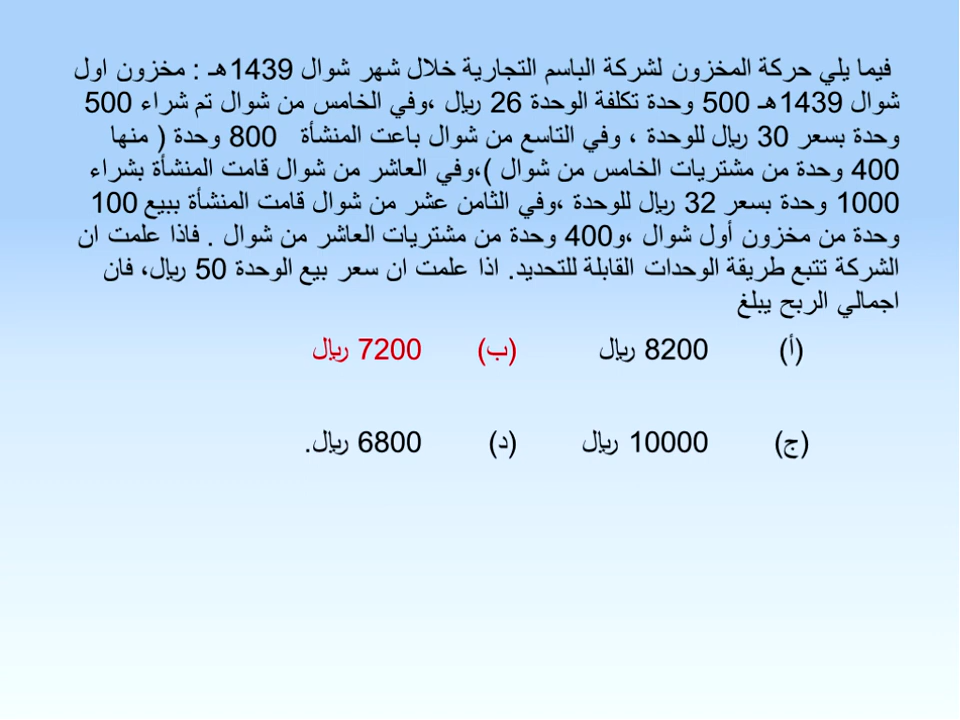 فيما يلي حركة المخزون لشركة الباسم التجارية خلال شهر شوال 1439هـ : مخزون اول
شوال 1439هـ 500 وحدة تكلفة الوحدة 26 ريال ،وفي الخامس من شوال تم شراء 500
وحدة بسعر 30 ريال للوحدة ، وفي التاسع من شوال باعت المنشأة 800 وحدة ( منها
400 وحدة من مشتريات الخامس من شوال )،وفي العاشر من شوال قامت المنشأة بشراء
1000 وحدة بسعر 32 ريال للوحدة ،وفي الثامن عشر من شوال قامت المنشأة ببيع 100
وحدة من مخزون أول شوال ،و400 وحدة من مشتريات العاشر من شوال . فاذا علمت ان
الشركة تتبع طريقة الوحدات القابلة للتحديد. اذا علمت ان سعر بيع الوحدة 50 ريال، فان
اجمالي الربح يبلغ
(أ) 8200 ريال (ب) 7200 ريال
(ج) 10000 ريال (د) 6800 ريال.